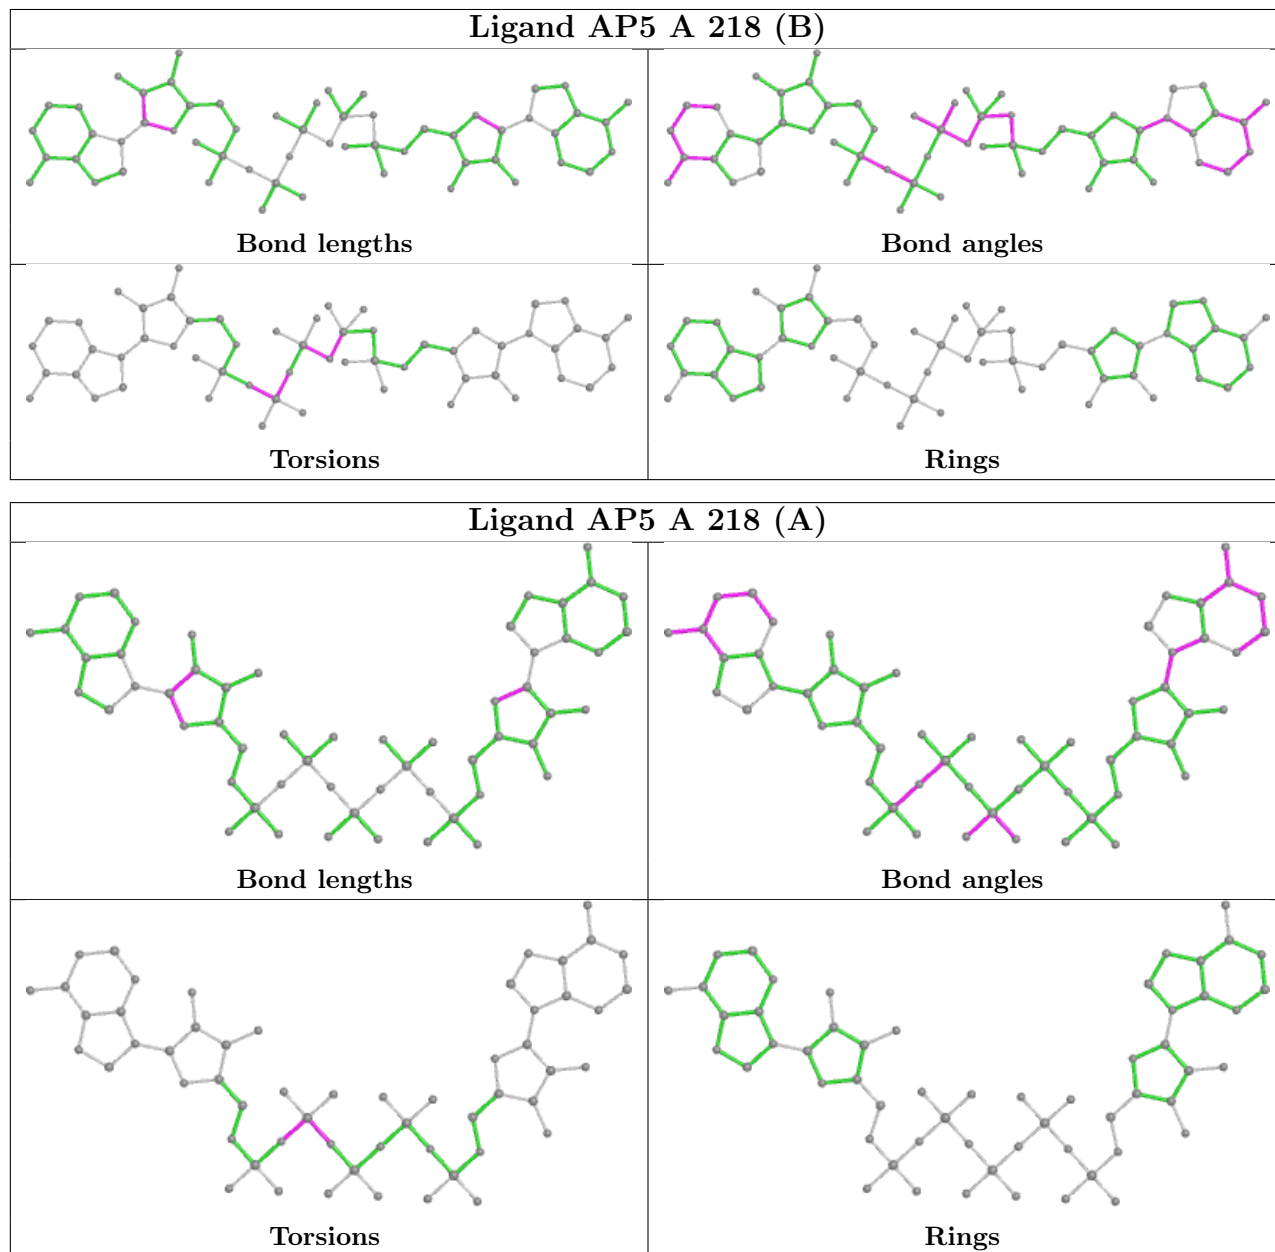 Ligand AP5 A 218 (B)
Bond lengths
Bond angles
Torsions
Rings
Ligand AP5 A 218 (A)
Bond lengths
Bond angles
Torsions
Rings